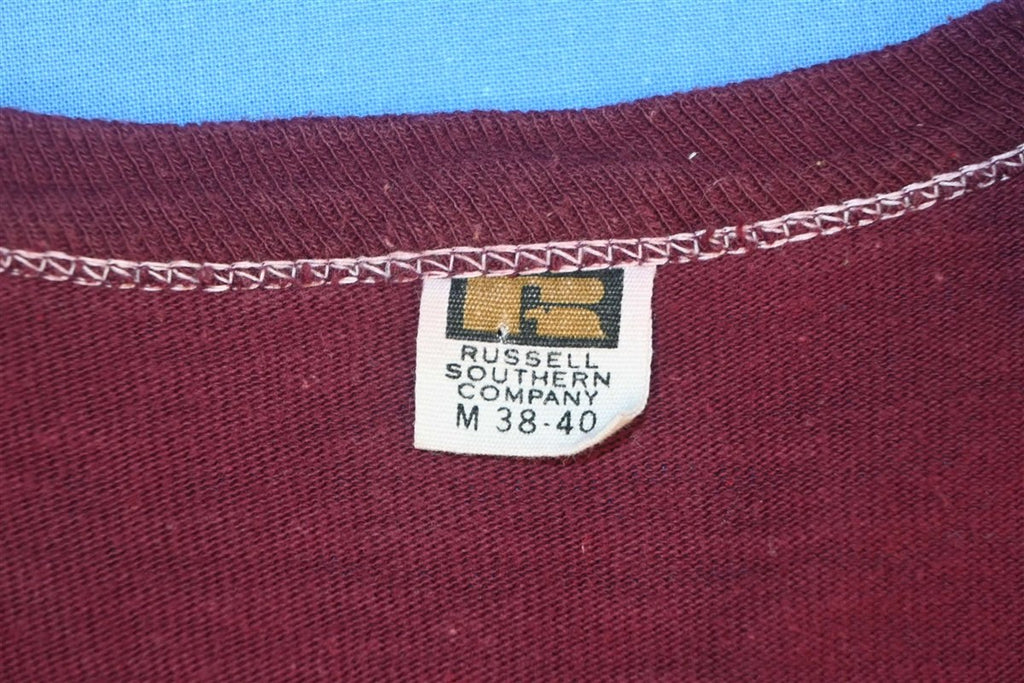 R
RUSSELL
SOUTHERN
COMPANY
M 38-40